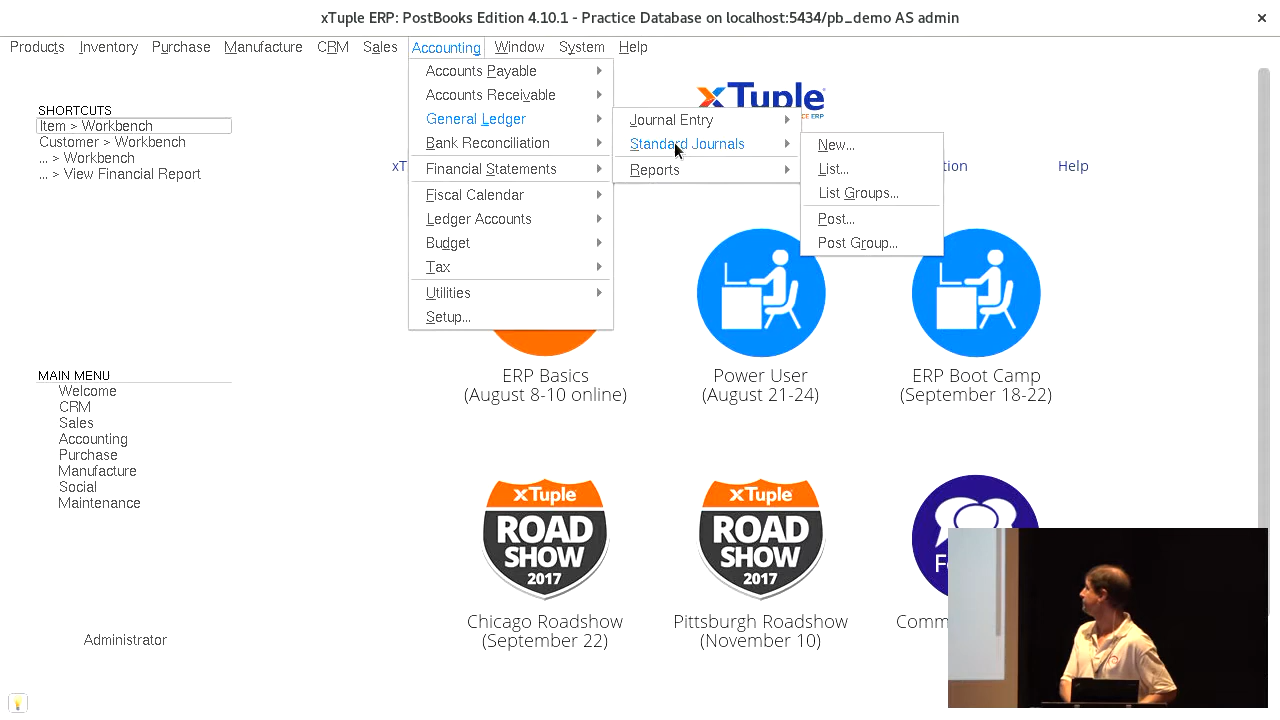 xTuple ERP: PostBooks Edition 4.10.1 - Practice Database on localhost:5434/pb_demo AS admin
Products Inventory Purchase Manufacture CRM Sales Accounting Window System Help
SHORTCUTS
Item > Workbench
Customer > Workbench
... > Workbench
... > View Financial Report
MAIN MENU
Welcome
CRM
Sales
Accounting
Purchase
Manufacture
Social
Maintenance
Administrator
Accounts Payable
Accounts Receivable
General Ledger
Bank Reconciliation
Financial Statements
Fiscal Calendar
Ledger Accounts
Budget
Tax
Utilities
Setup...
Journal Entry
Standard Journals
Reports
New...
List...
List Groups...
Post...
Post Group...
xTuple
ERP
Help
ERP Basics
(August 8-10 online)
Power User
(August 21-24)
ERP Boot Camp
(September 18-22)
xTuple
ROAD
SHOW
2017
Chicago Roadshow
(September 22)
xTuple
ROAD
SHOW
2017
Pittsburgh Roadshow
(November 10)